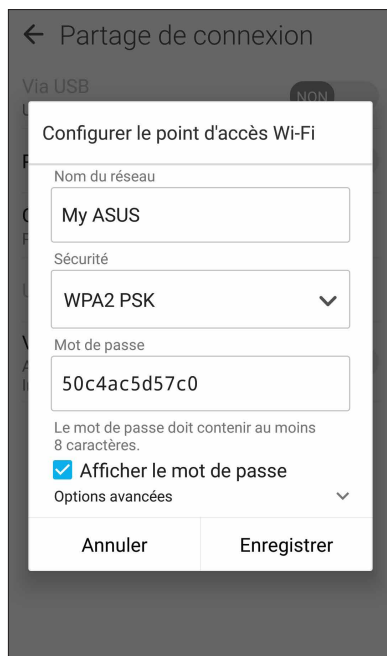 Partage de connexion
Via USB
NON
Configurer le point d'accès Wi-Fi
Nom du réseau
My ASUS
Sécurité
WPA2 PSK
Mot de passe
50c4ac5d57c0
Le mot de passe doit contenir au moins
8 caractères.
Afficher le mot de passe
Options avancées
Annuler
Enregistrer